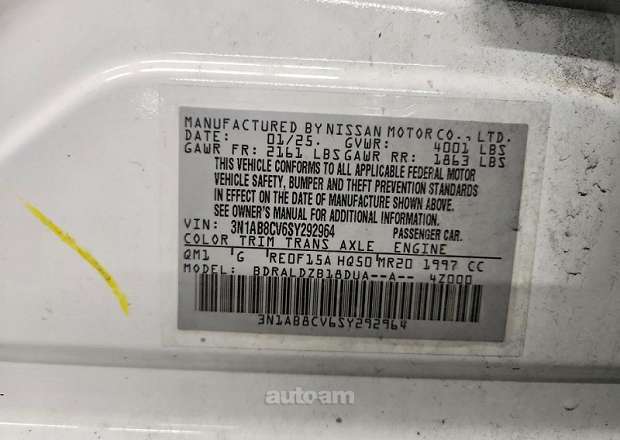 MANUFACTURED BY NISSAN MOTOR CO., LTD.
DATE: 01/25. GVWR: 4001 LBS
GAWR FR: 2161 LBS GAWR RR: 1863 LBS
THIS VEHICLE CONFORMS TO ALL APPLICABLE FEDERAL MOTOR
VEHICLE SAFETY, BUMPER AND THEFT PREVENTION STANDARDS
IN EFFECT ON THE DATE OF MANUFACTURE SHOWN ABOVE.
SEE OWNER'S MANUAL FOR ADDITIONAL INFORMATION.
VIN: 3N1AB8CV6SY292964 PASSENGER CAR.
COLOR TRIM TRANS AXLE ENGINE
QM1 G RE0F15A HQ50 MR20 1997 CC
MODEL: BDRALDZB18DUA--A-- 4Z000
3N1AB8CV6SY292964
autoam